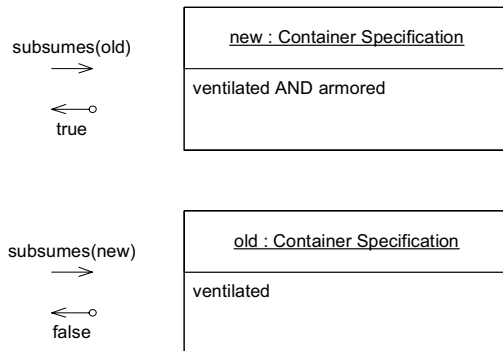 subsumes(old)
true
new : Container Specification
ventilated AND armored
subsumes(new)
false
old : Container Specification
ventilated